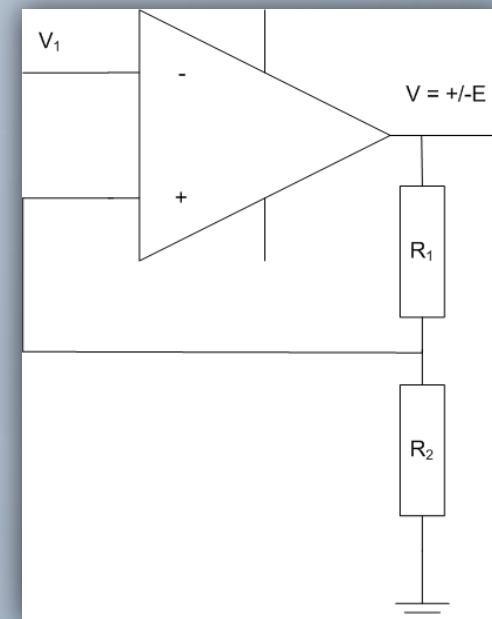 V₁
-
V = +/-E
+
R₁
R₂